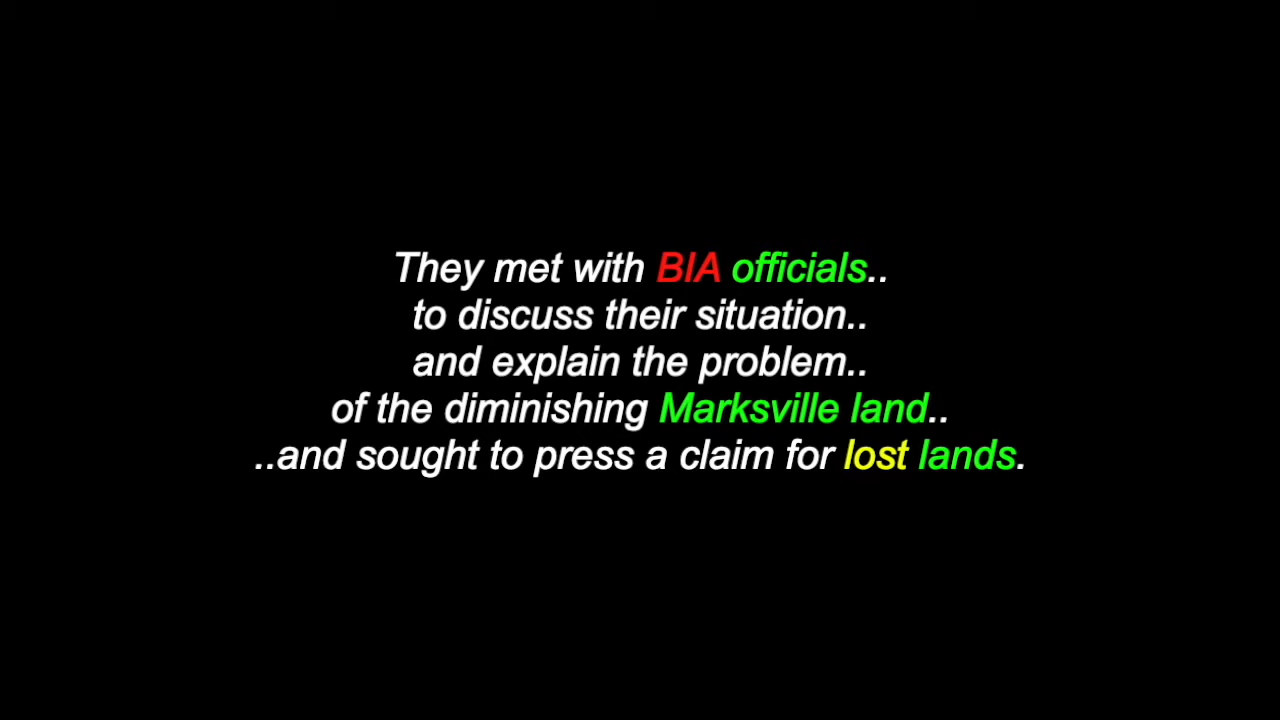 They met with BIA officials..
to discuss their situation..
and explain the problem..
of the diminishing Marksville land..
..and sought to press a claim for lost lands.